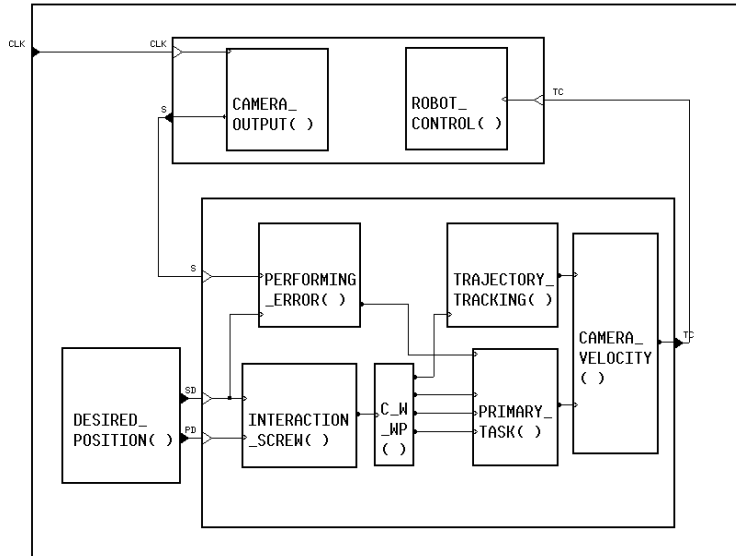 CLK
CLK
CAMERA_
OUTPUT( )
ROBOT_
CONTROL( )
TC
S
S
PERFORMING
_ERROR( )
TRAJECTORY_
TRACKING( )
CAMERA_
VELOCITY
( )
TC
DESIRED_
POSITION( )
SD
PD
INTERACTION
_SCREW( )
C_W
_WP
( )
PRIMARY_
TASK( )